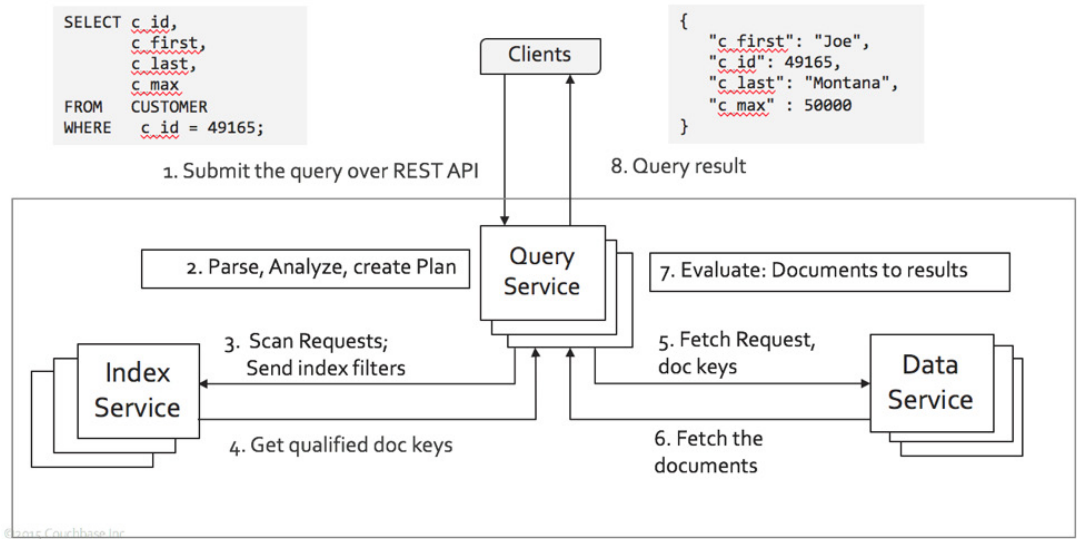 SELECT c_id,
c_first,
c_last,
c_max
FROM CUSTOMER
WHERE c_id = 49165;
Clients
{
"c_first": "Joe",
"c_id": 49165,
"c_last": "Montana",
"c_max" : 50000
}
1. Submit the query over REST API
8. Query result
2. Parse, Analyze, create Plan
Query
Service
7. Evaluate: Documents to results
3. Scan Requests;
Send index filters
5. Fetch Request,
doc keys
Index
Service
Data
Service
4. Get qualified doc keys
6. Fetch the
documents
©2015 Couchbase Inc.